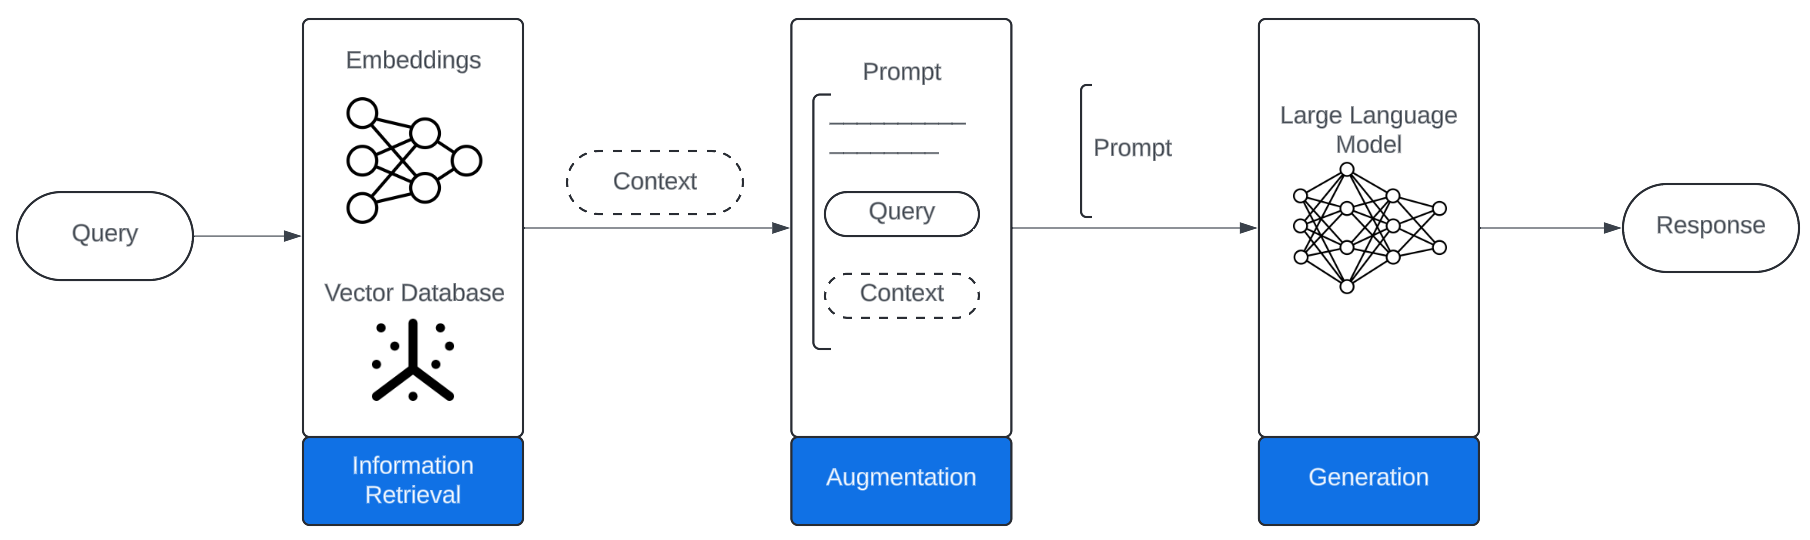 Query
Embeddings
Vector Database
Information
Retrieval
Context
Prompt
Query
Context
Augmentation
Prompt
Large Language
Model
Generation
Response